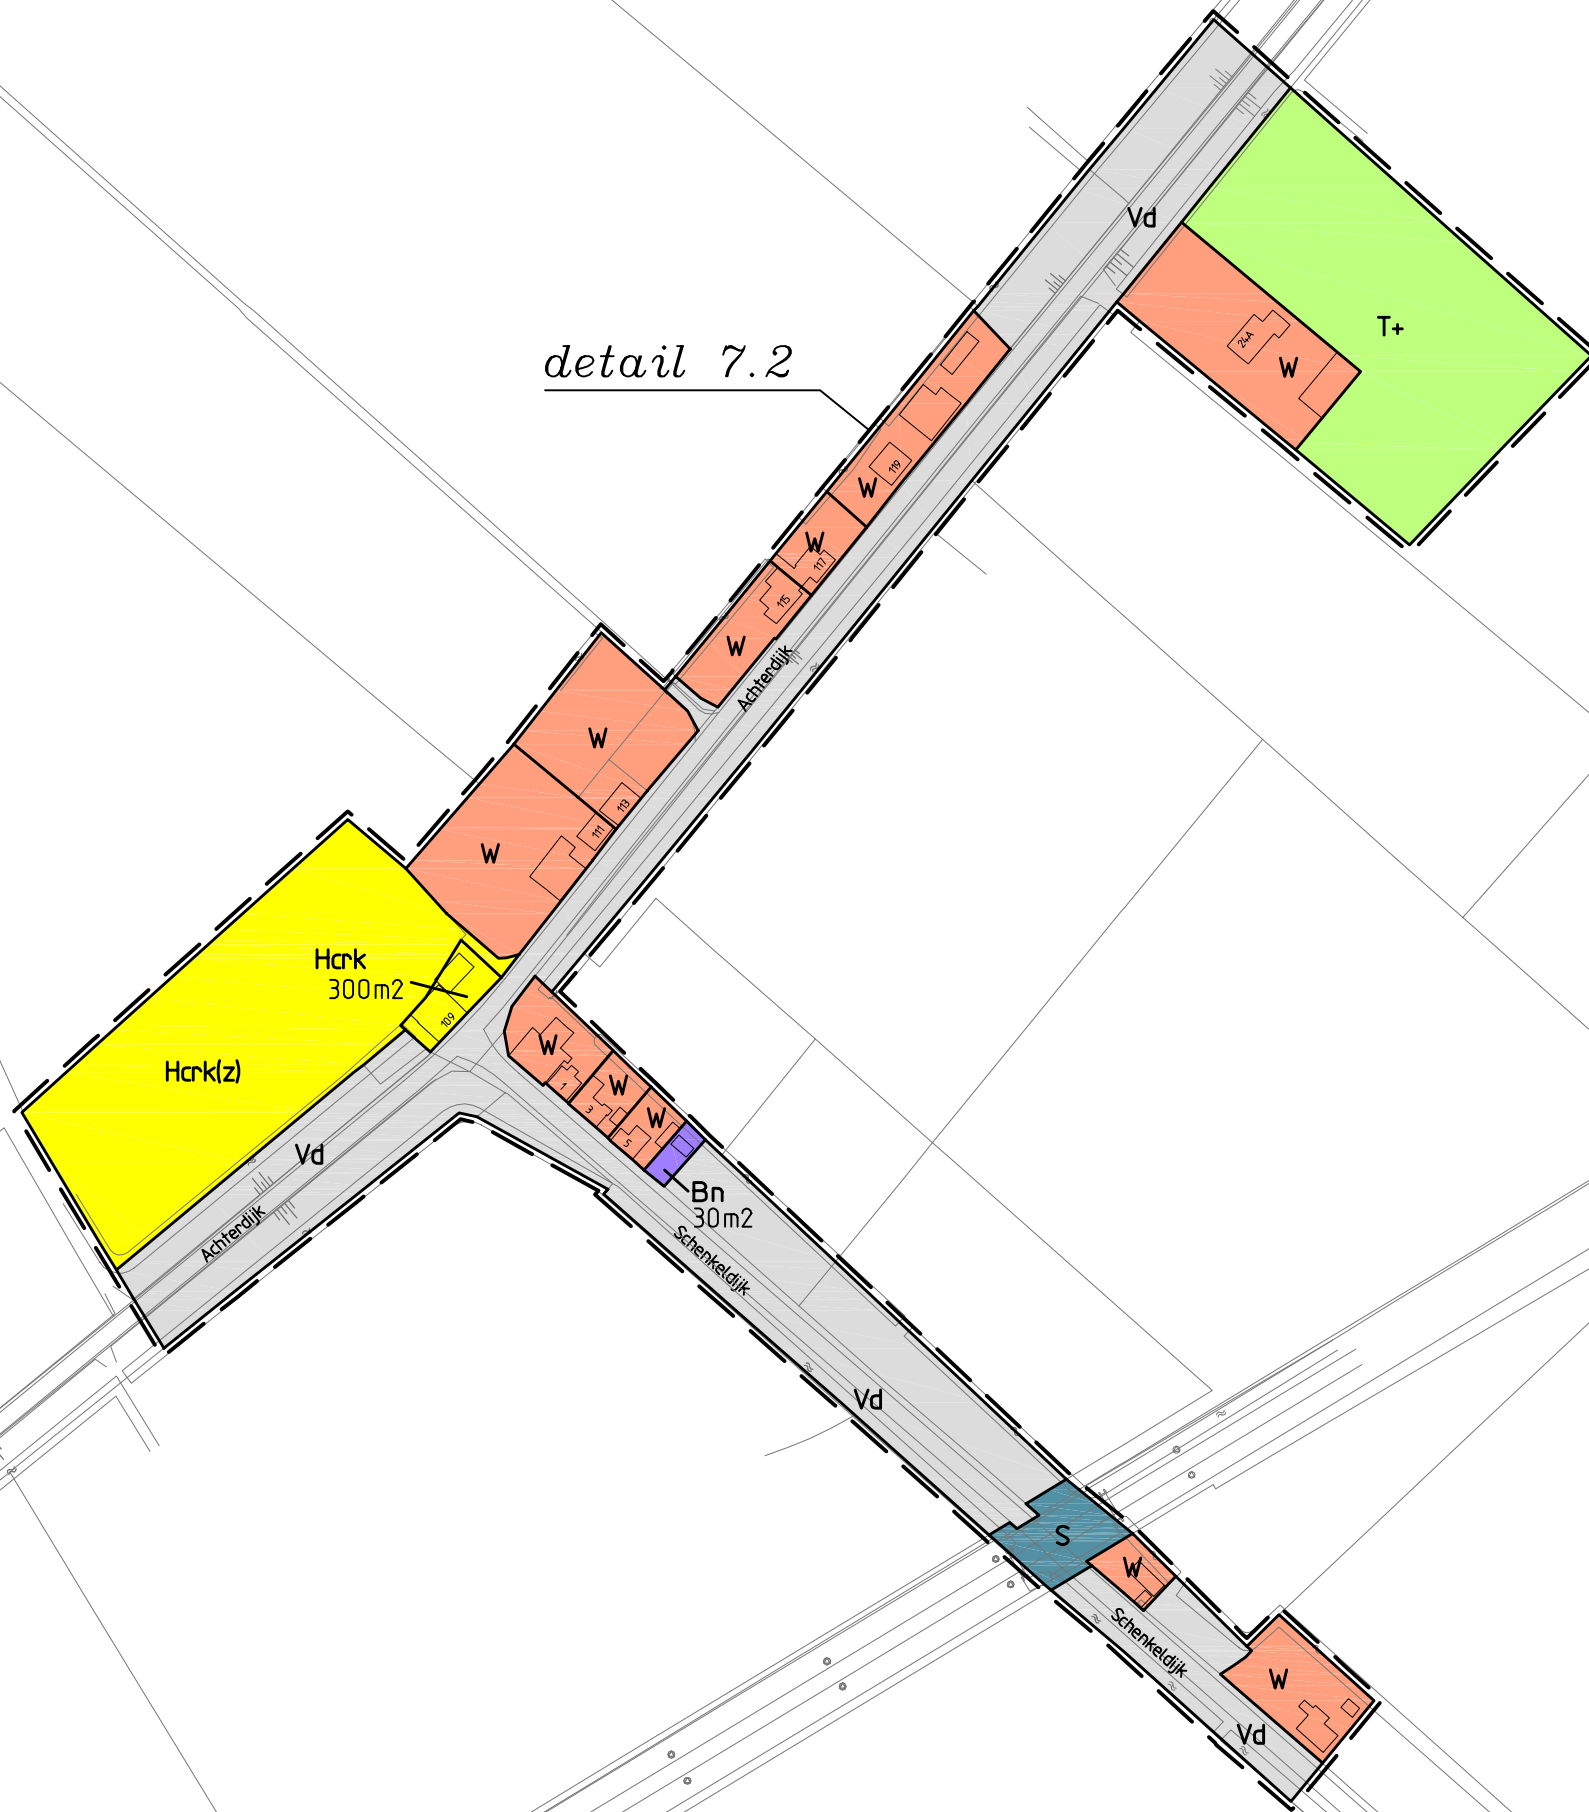 Vd
T+
24A
W
detail 7.2
119
W
W
117
115
W
Achterdijk
W
113
111
W
Hcrk
300m2
109
Hcrk(z)
W
1
W
3
W
5
Vd
Bn
30m2
Achterdijk
Schenkeldijk
Vd
S
W
Schenkeldijk
W
Vd